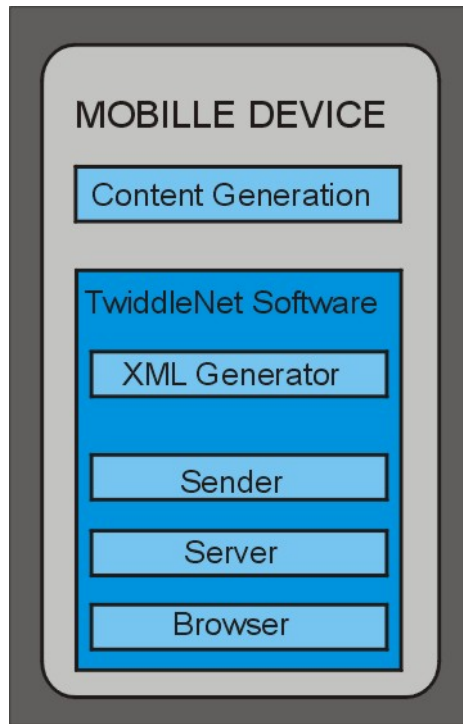 MOBILLE DEVICE
Content Generation
TwiddleNet Software
XML Generator
Sender
Server
Browser